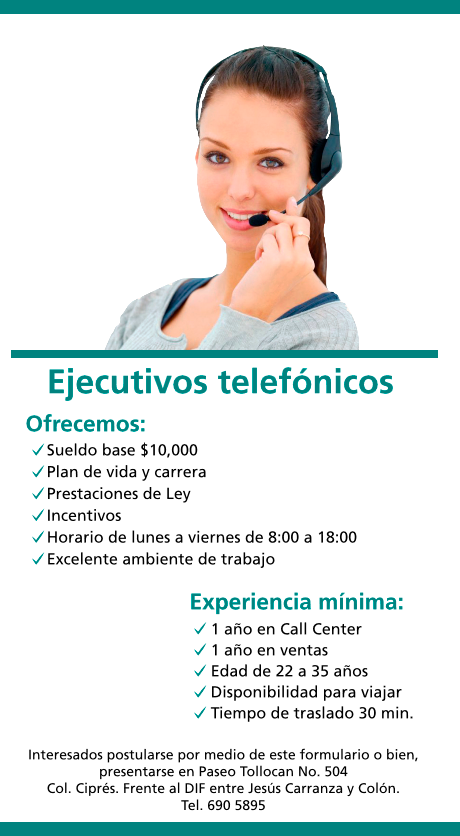 Ejecutivos telefónicos
Ofrecemos:
✓Sueldo base $10,000
✓Plan de vida y carrera
✓Prestaciones de Ley
✓Incentivos
✓Horario de lunes a viernes de 8:00 a 18:00
✓Excelente ambiente de trabajo
Experiencia mínima:
✓ 1 año en Call Center
✓ 1 año en ventas
✓ Edad de 22 a 35 años
✓ Disponibilidad para viajar
✓ Tiempo de traslado 30 min.
Interesados postularse por medio de este formulario o bien,
presentarse en Paseo Tollocan No. 504
Col. Ciprés. Frente al DIF entre Jesús Carranza y Colón.
Tel. 690 5895